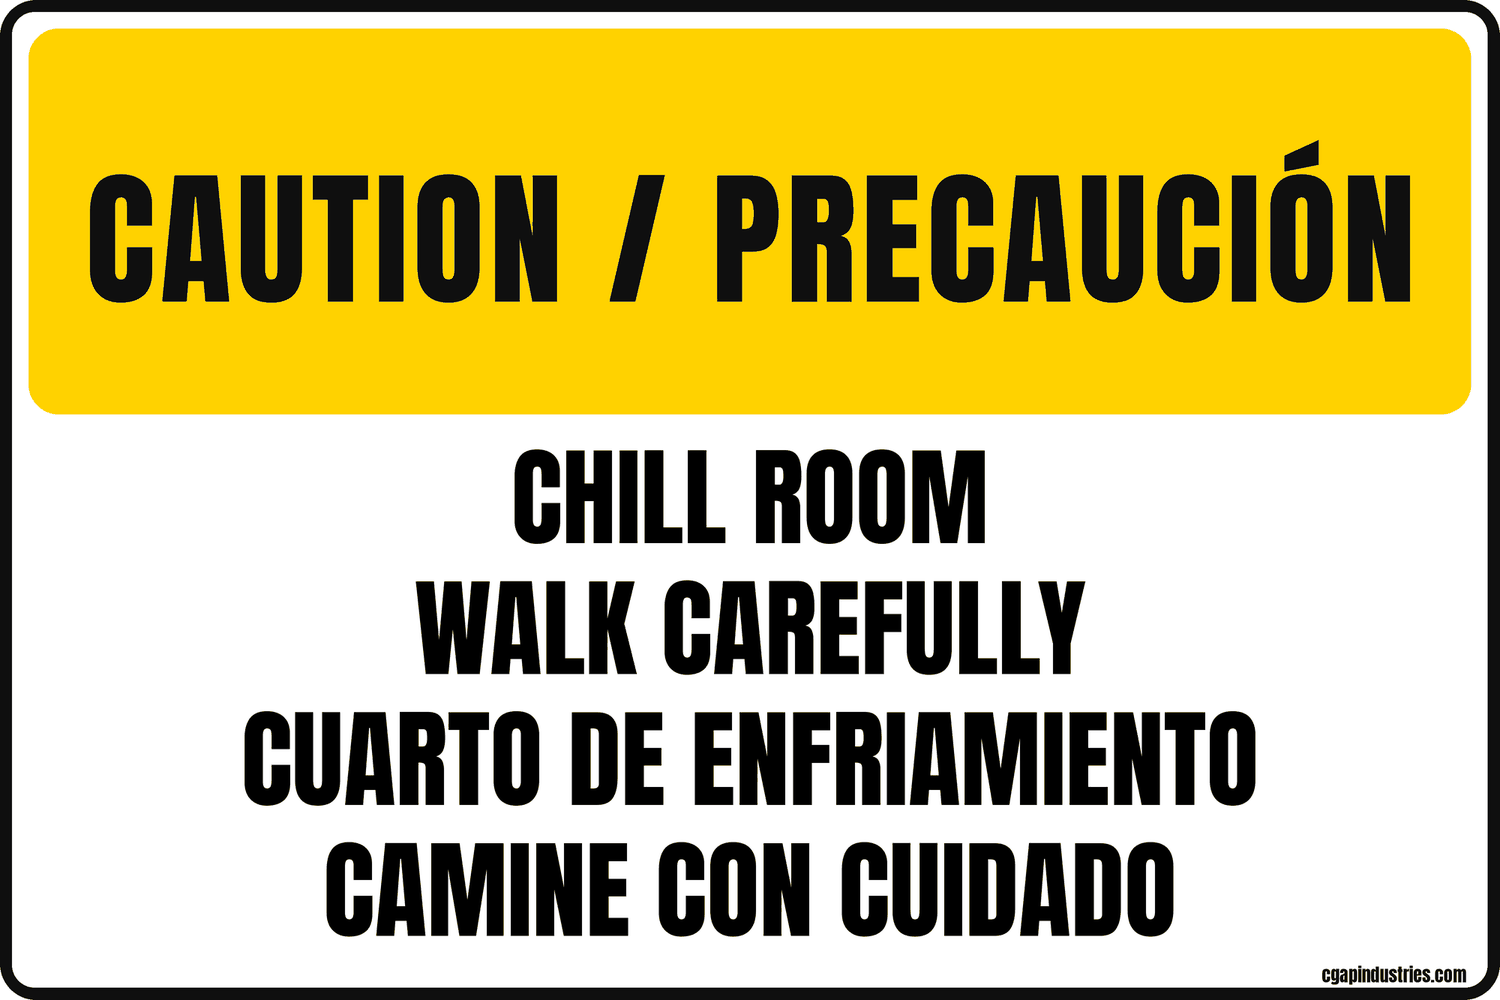 CAUTION / PRECAUCIÓN
CHILL ROOM
WALK CAREFULLY
CUARTO DE ENFRIAMIENTO
CAMINE CON CUIDADO
cgapindustries.com